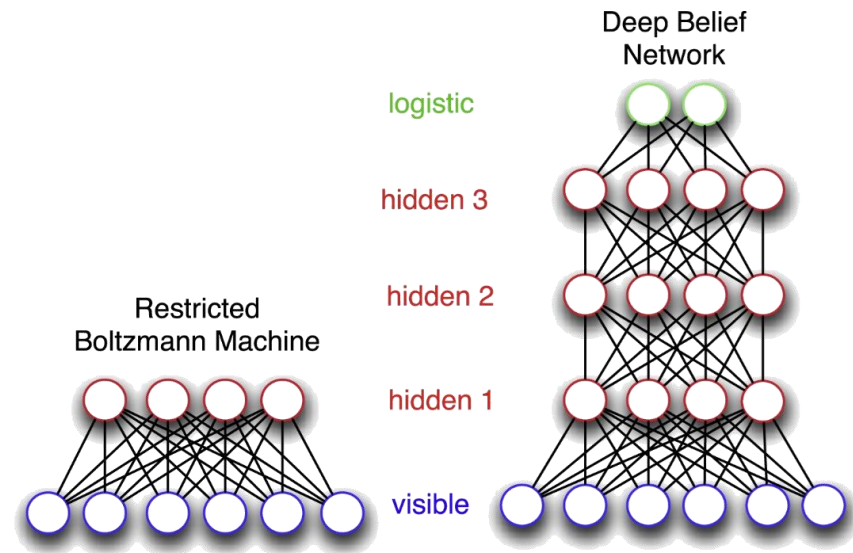 Deep Belief
Network
logistic
hidden 3
hidden 2
Restricted
Boltzmann Machine
hidden 1
visible